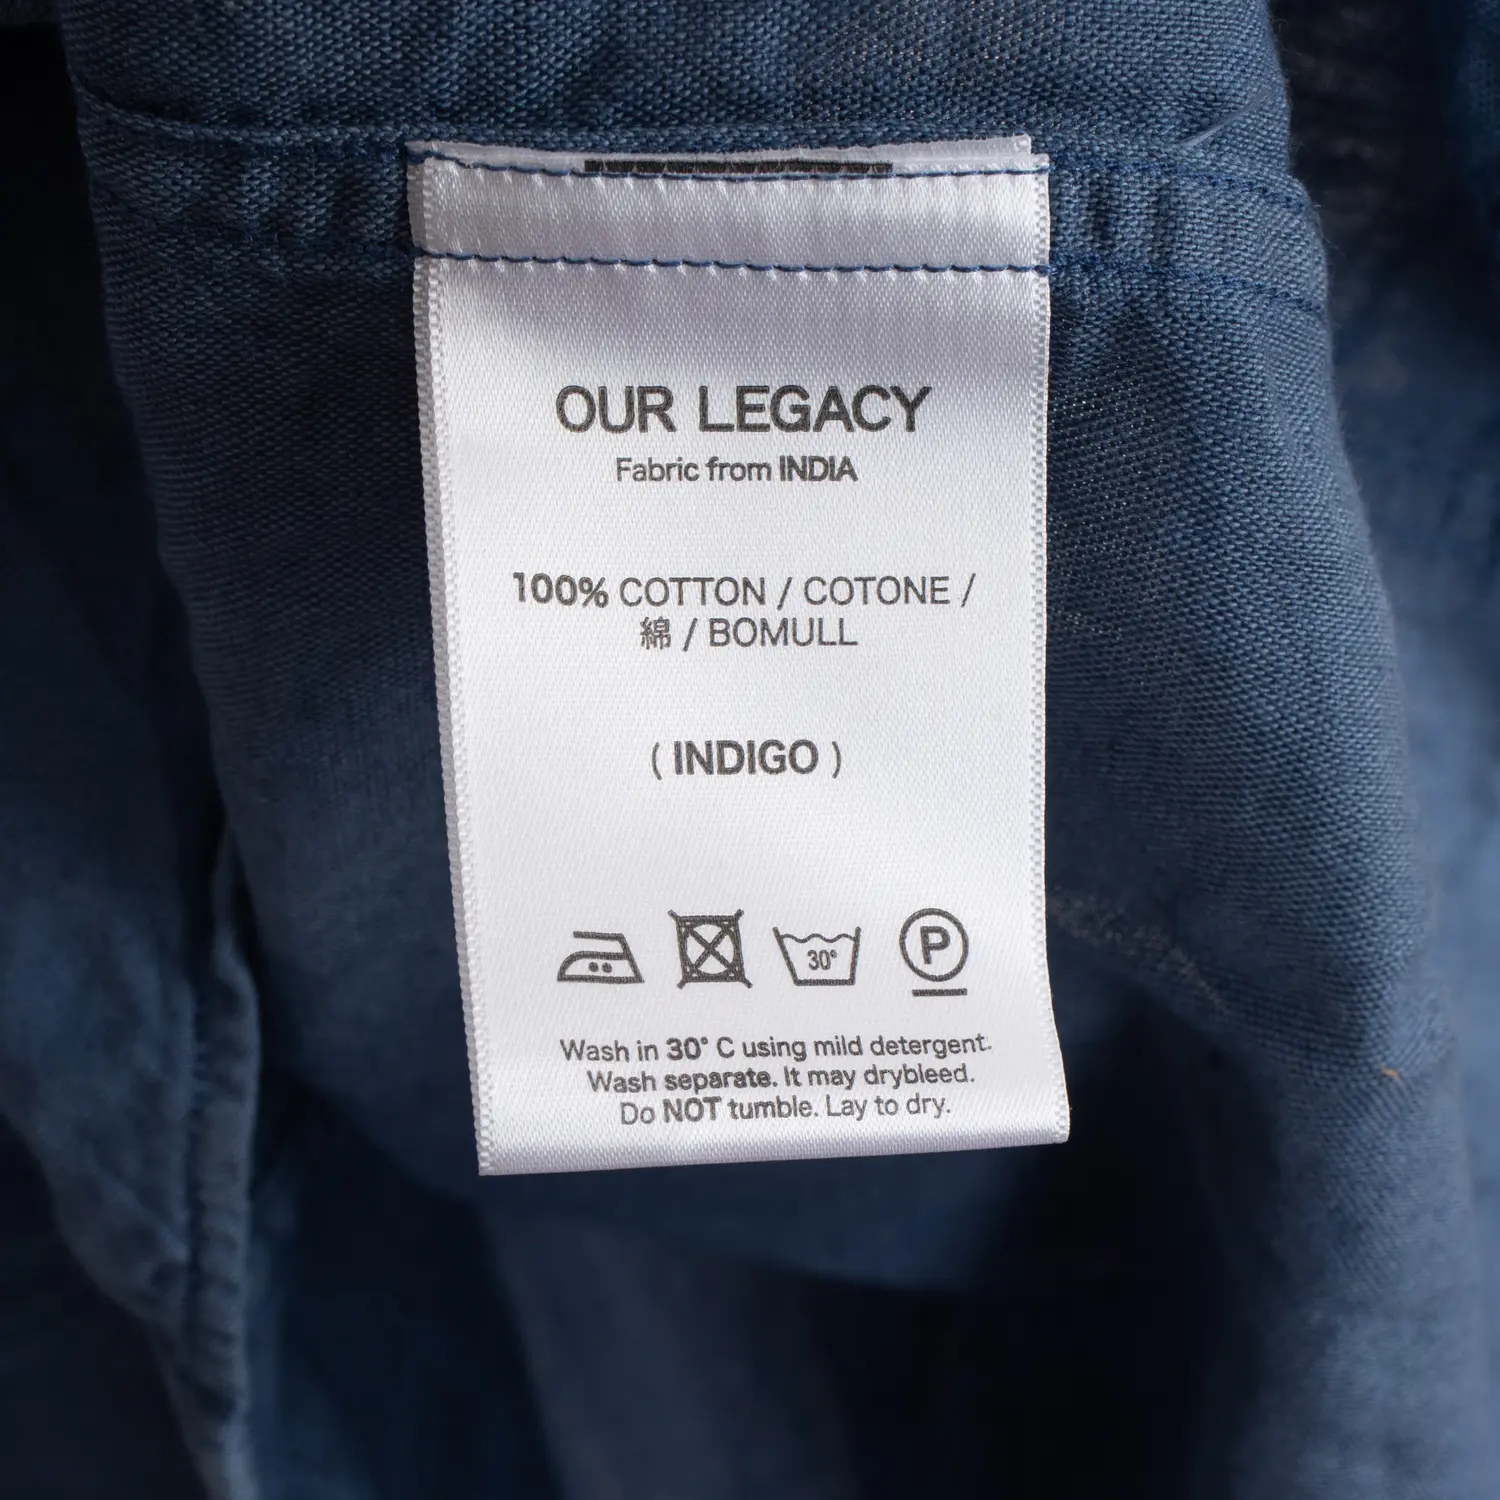 OUR LEGACY
Fabric from INDIA
100% COTTON / COTONE /
綿 / BOMULL
( INDIGO )
30° P
Wash in 30° C using mild detergent.
Wash separate. It may drybleed.
Do NOT tumble. Lay to dry.